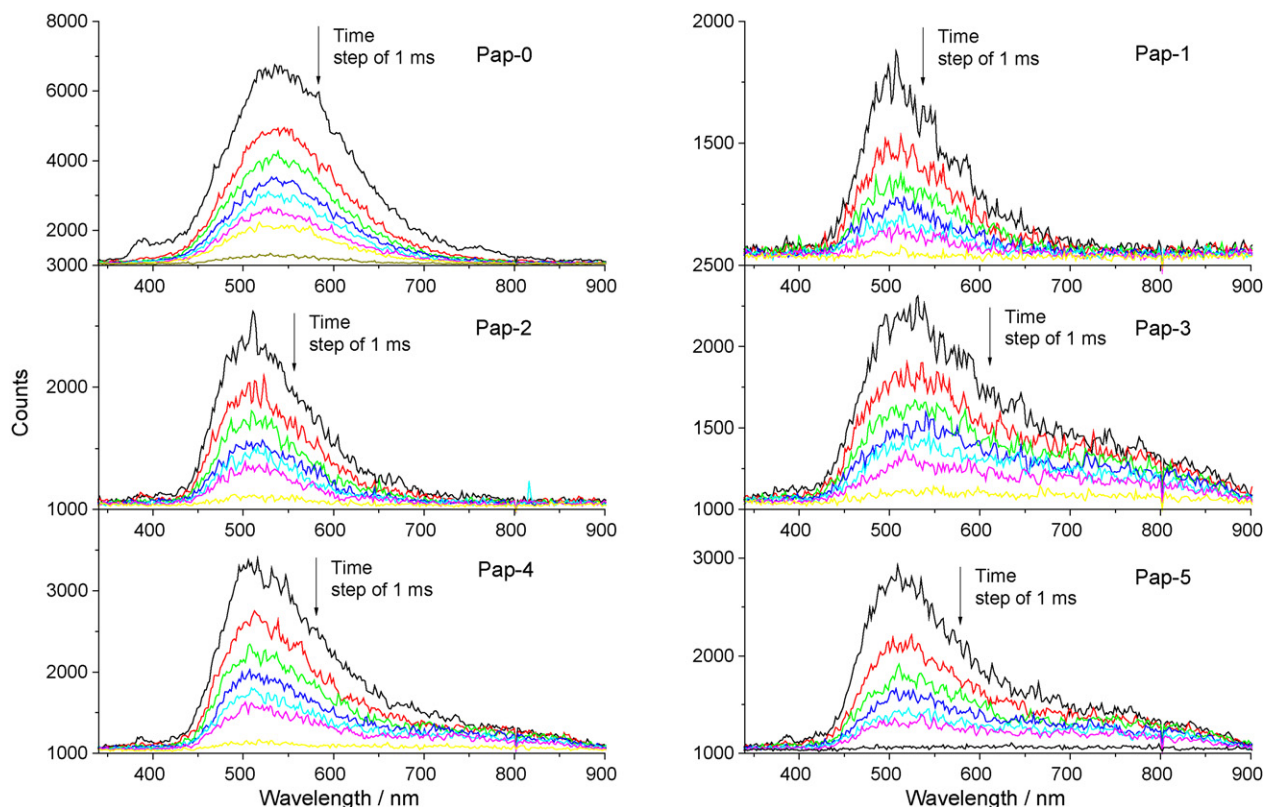 8000
6000
4000
2000
Time
step of 1 ms
Pap-0
400 500 600 700 800 900
2000
1500
Time
step of 1 ms
Pap-1
400 500 600 700 800 900
Counts
3000
2000
1000
Time
step of 1 ms
Pap-2
400 500 600 700 800 900
2500
2000
1500
1000
Time
step of 1 ms
Pap-3
400 500 600 700 800 900
3000
2000
1000
Time
step of 1 ms
Pap-4
400 500 600 700 800 900
Wavelength / nm
3000
2000
1000
Time
step of 1 ms
Pap-5
400 500 600 700 800 900
Wavelength / nm